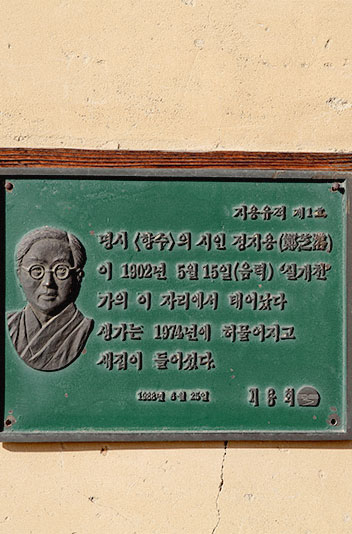 지용유적 제1호
명시 〈향수〉의 시인 정지용(鄭芝溶)
이 1902년 5월 15일(음력) '실개천'
가의 이 자리에서 태어났다
생가는 1974년에 허물어지고
새집이 들어섰다.
1988년 6월 25일 지용회